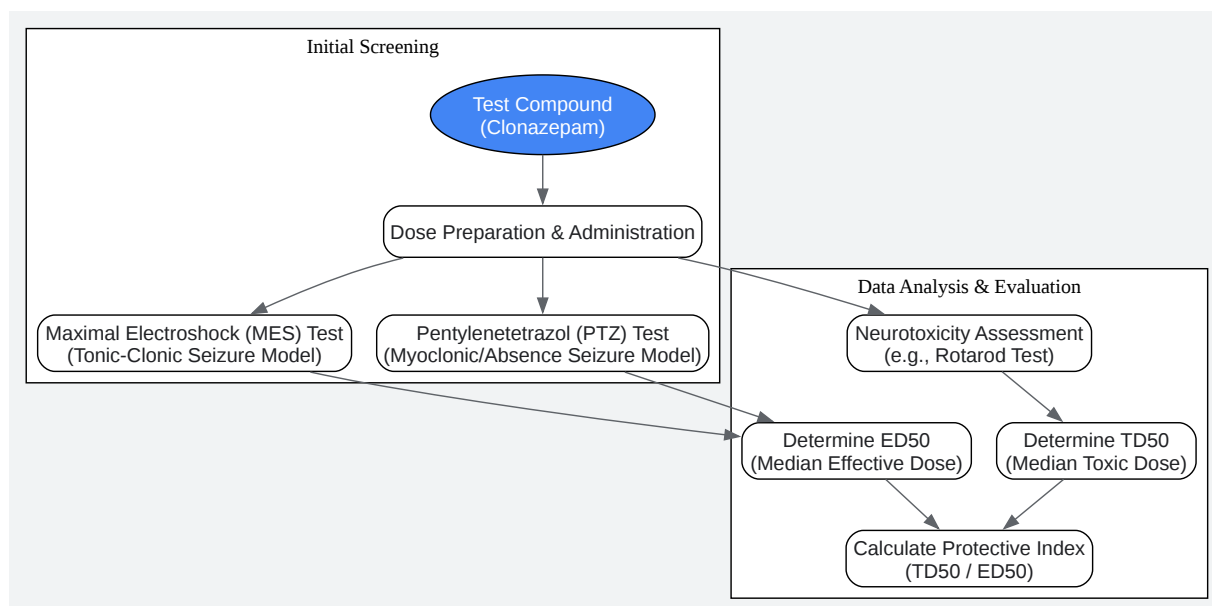 Initial Screening
Test Compound
(Clonazepam)
Dose Preparation & Administration
Maximal Electroshock (MES) Test
(Tonic-Clonic Seizure Model)
Pentylenetetrazol (PTZ) Test
(Myoclonic/Absence Seizure Model)
Data Analysis & Evaluation
Neurotoxicity Assessment
(e.g., Rotarod Test)
Determine ED50
(Median Effective Dose)
Determine TD50
(Median Toxic Dose)
Calculate Protective Index
(TD50 / ED50)